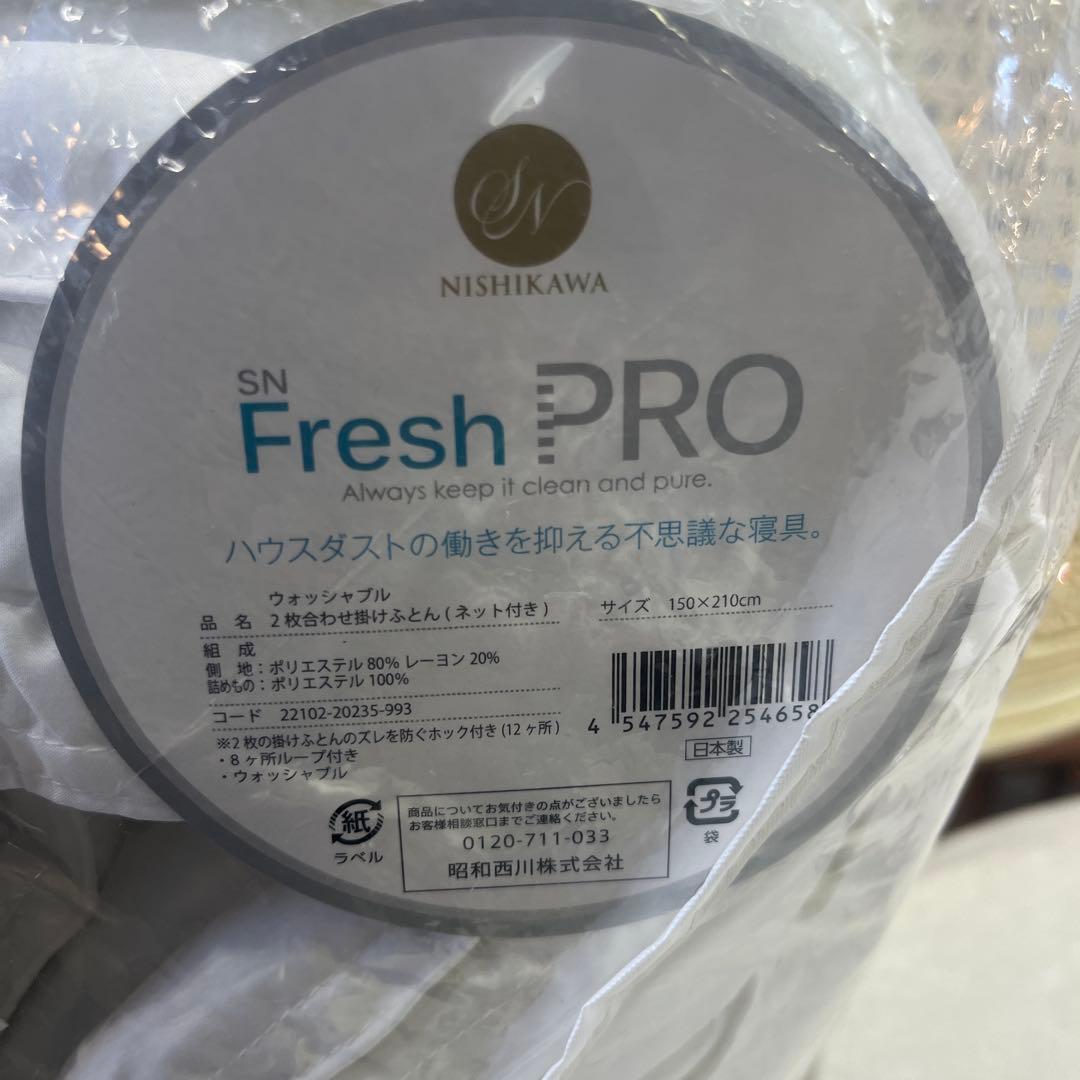 SN
NISHIKAWA
SN
Fresh PRO
Always keep it clean and pure.
ハウスダストの働きを抑える不思議な寝具。
ウォッシャブル
品 名 2枚合わせ掛けふとん(ネット付き)
サイズ 150×210cm
組 成
側 地：ポリエステル 80% レーヨン 20%
詰めもの：ポリエステル 100%
コード 22102-20235-993
※2枚の掛けふとんのズレを防ぐホック付き(12ヶ所)
・8ヶ所ループ付き
・ウォッシャブル
4 547592 254658
日本製
紙
ラベル
商品についてお気付きの点がございましたら
お客様相談窓口までご連絡ください。
0120-711-033
昭和西川株式会社
プラ
袋